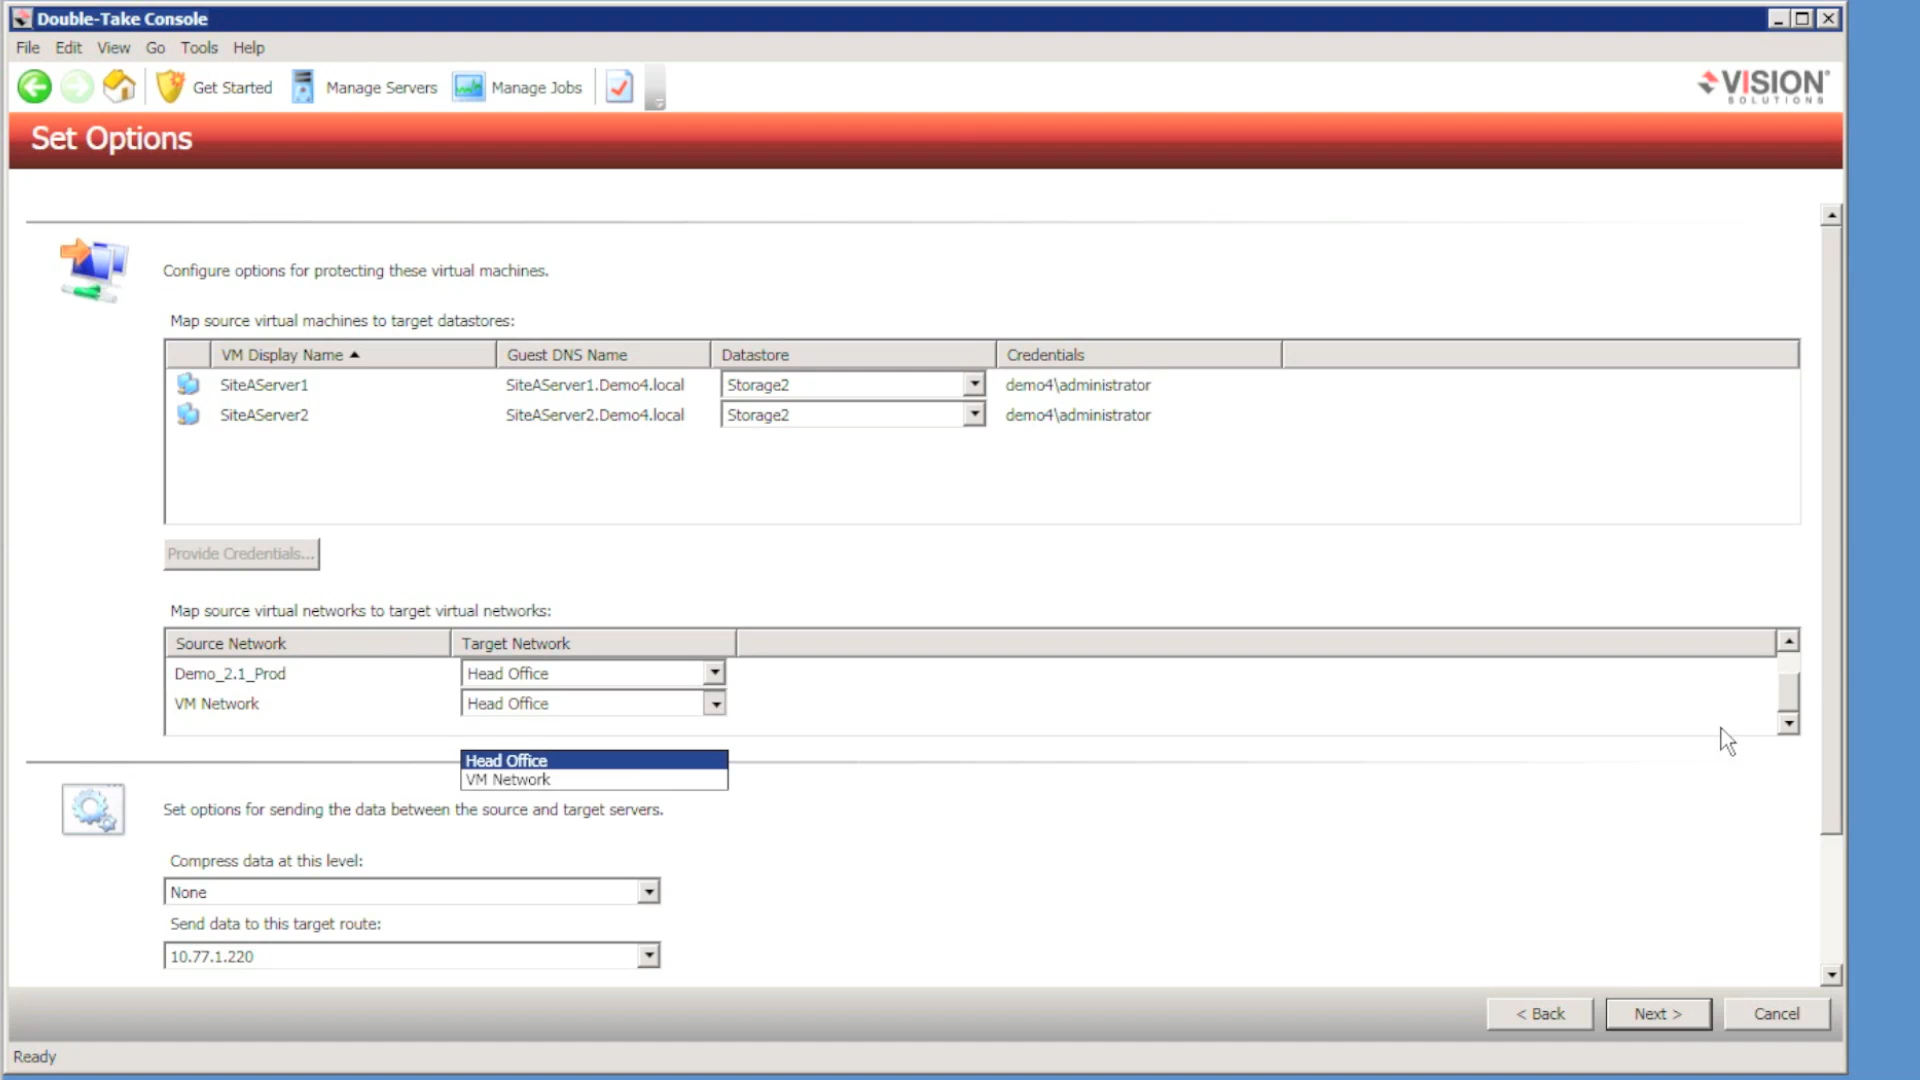 Double-Take Console
File Edit View Go Tools Help
Get Started Manage Servers Manage Jobs
VISION
SOLUTIONS
Set Options
Configure options for protecting these virtual machines.
Map source virtual machines to target datastores:
VM Display Name Guest DNS Name Datastore Credentials
SiteAServer1 SiteAServer1.Demo4.local Storage2 demo4\administrator
SiteAServer2 SiteAServer2.Demo4.local Storage2 demo4\administrator
Provide Credentials...
Map source virtual networks to target virtual networks:
Source Network Target Network
Demo_2.1_Prod Head Office
VM Network Head Office
Head Office
VM Network
Set options for sending the data between the source and target servers.
Compress data at this level:
None
Send data to this target route:
10.77.1.220
< Back Next > Cancel
Ready